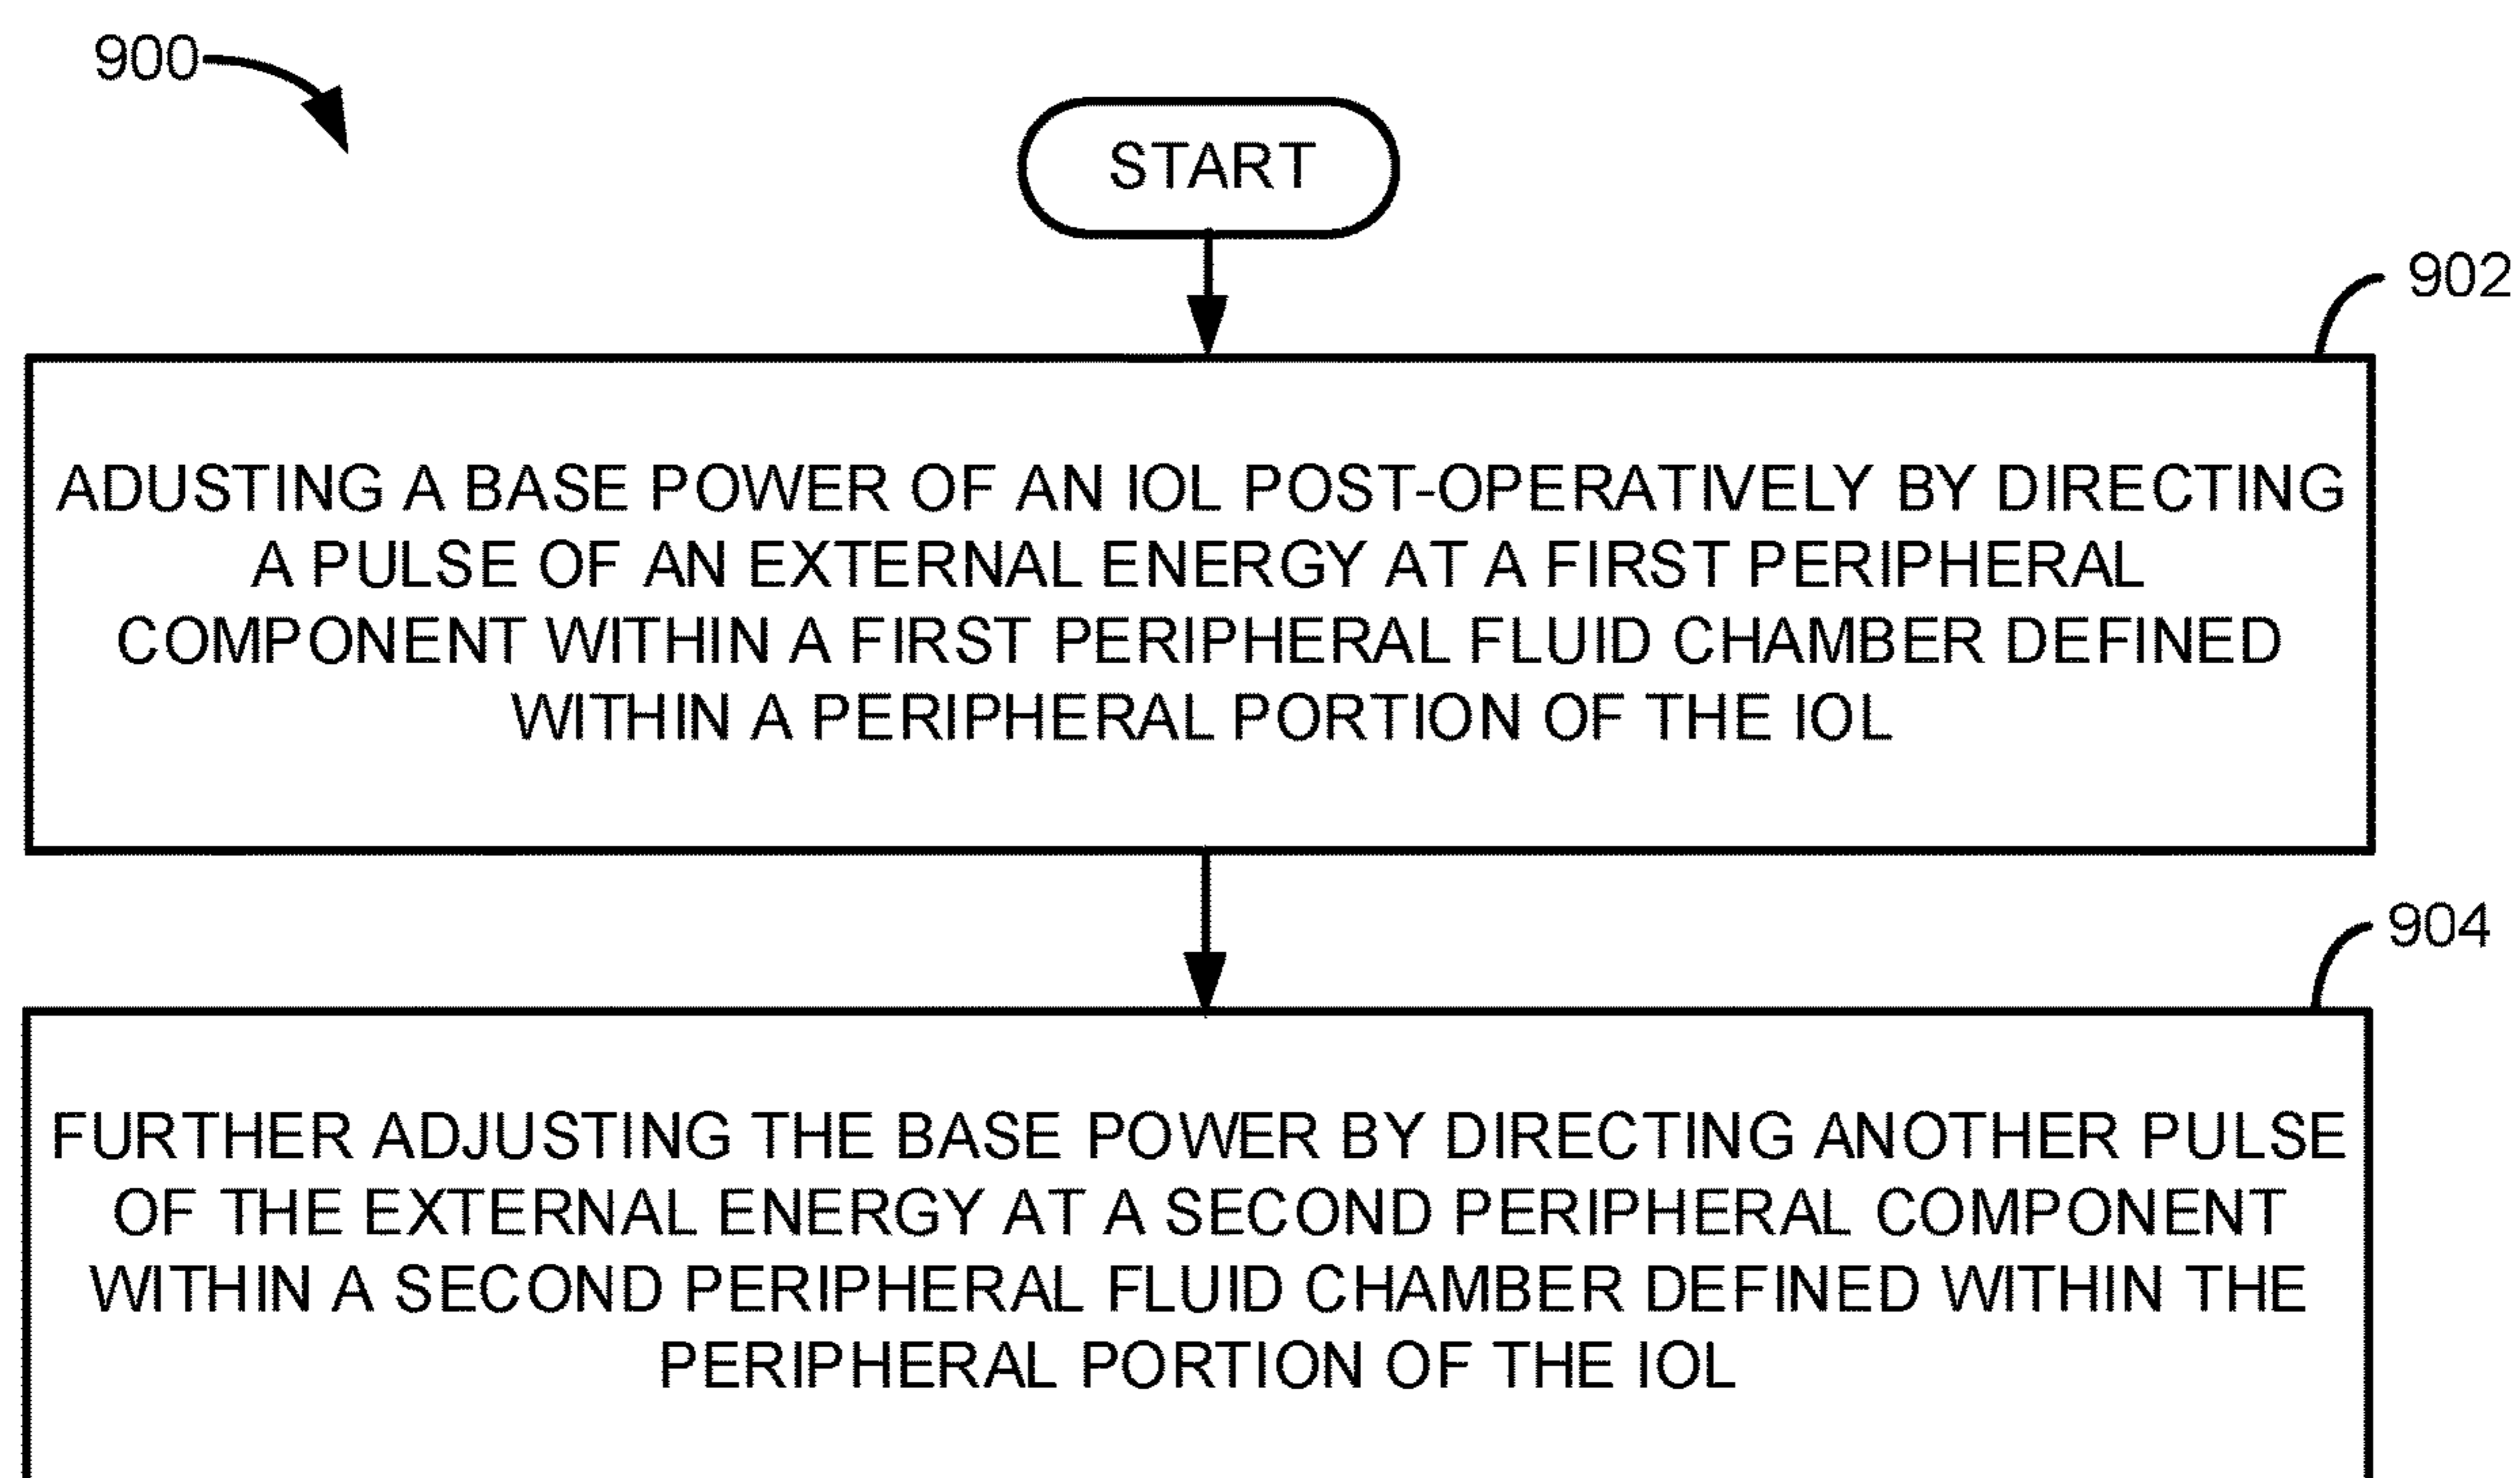 900
START
902
ADUSTING A BASE POWER OF AN IOL POST-OPERATIVELY BY DIRECTING
A PULSE OF AN EXTERNAL ENERGY AT A FIRST PERIPHERAL
COMPONENT WITHIN A FIRST PERIPHERAL FLUID CHAMBER DEFINED
WITHIN A PERIPHERAL PORTION OF THE IOL
904
FURTHER ADJUSTING THE BASE POWER BY DIRECTING ANOTHER PULSE
OF THE EXTERNAL ENERGY AT A SECOND PERIPHERAL COMPONENT
WITHIN A SECOND PERIPHERAL FLUID CHAMBER DEFINED WITHIN THE
PERIPHERAL PORTION OF THE IOL